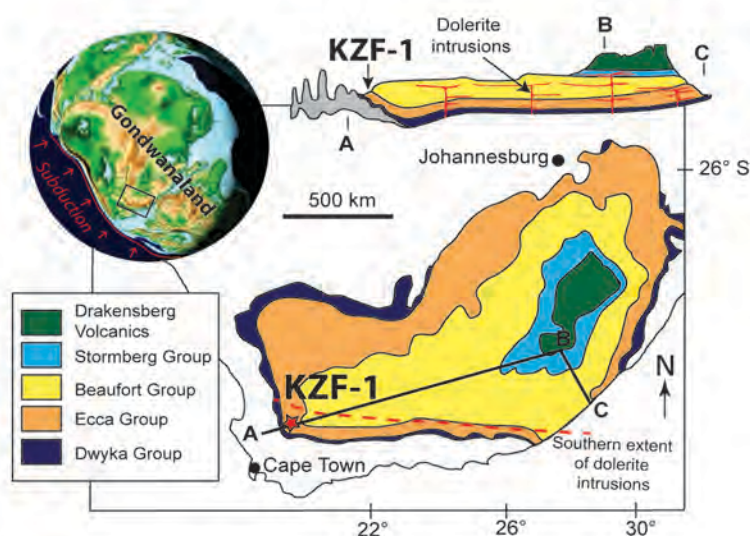 Gondwanaland
Subduction
KZF-1
Dolerite
intrusions
B
C
A
Johannesburg
26° S
500 km
Drakensberg
Volcanics
Stormberg Group
Beaufort Group
Ecca Group
Dwyka Group
KZF-1
A
B
C
N
Cape Town
Southern extent
of dolerite
intrusions
22°
26°
30°